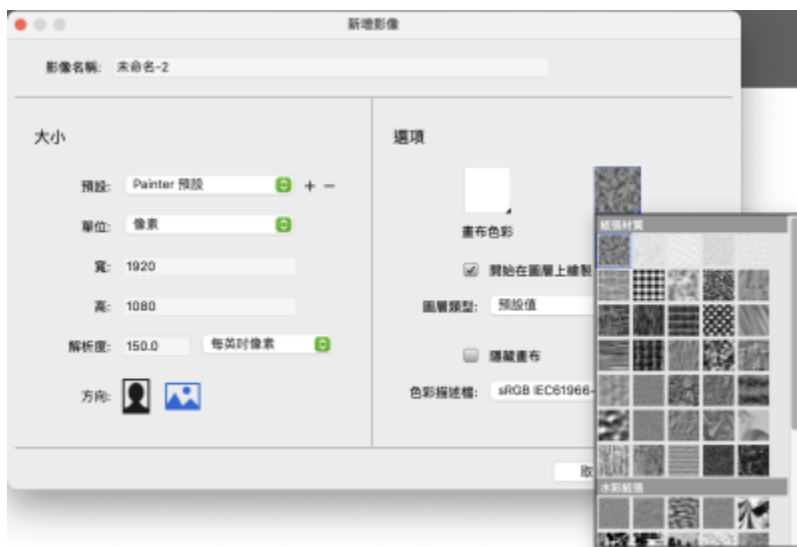 新增影像
影像名稱: 未命名-2
大小
預設: Painter 預設
單位: 像素
寬: 1920
高: 1080
解析度: 150.0 每英吋像素
方向:
選項
畫布色彩
開始在圖層上繪製
圖層類型: 預設值
隱藏畫布
色彩描述檔: sRGB IEC61966-
取
紙張材質
水彩紙張